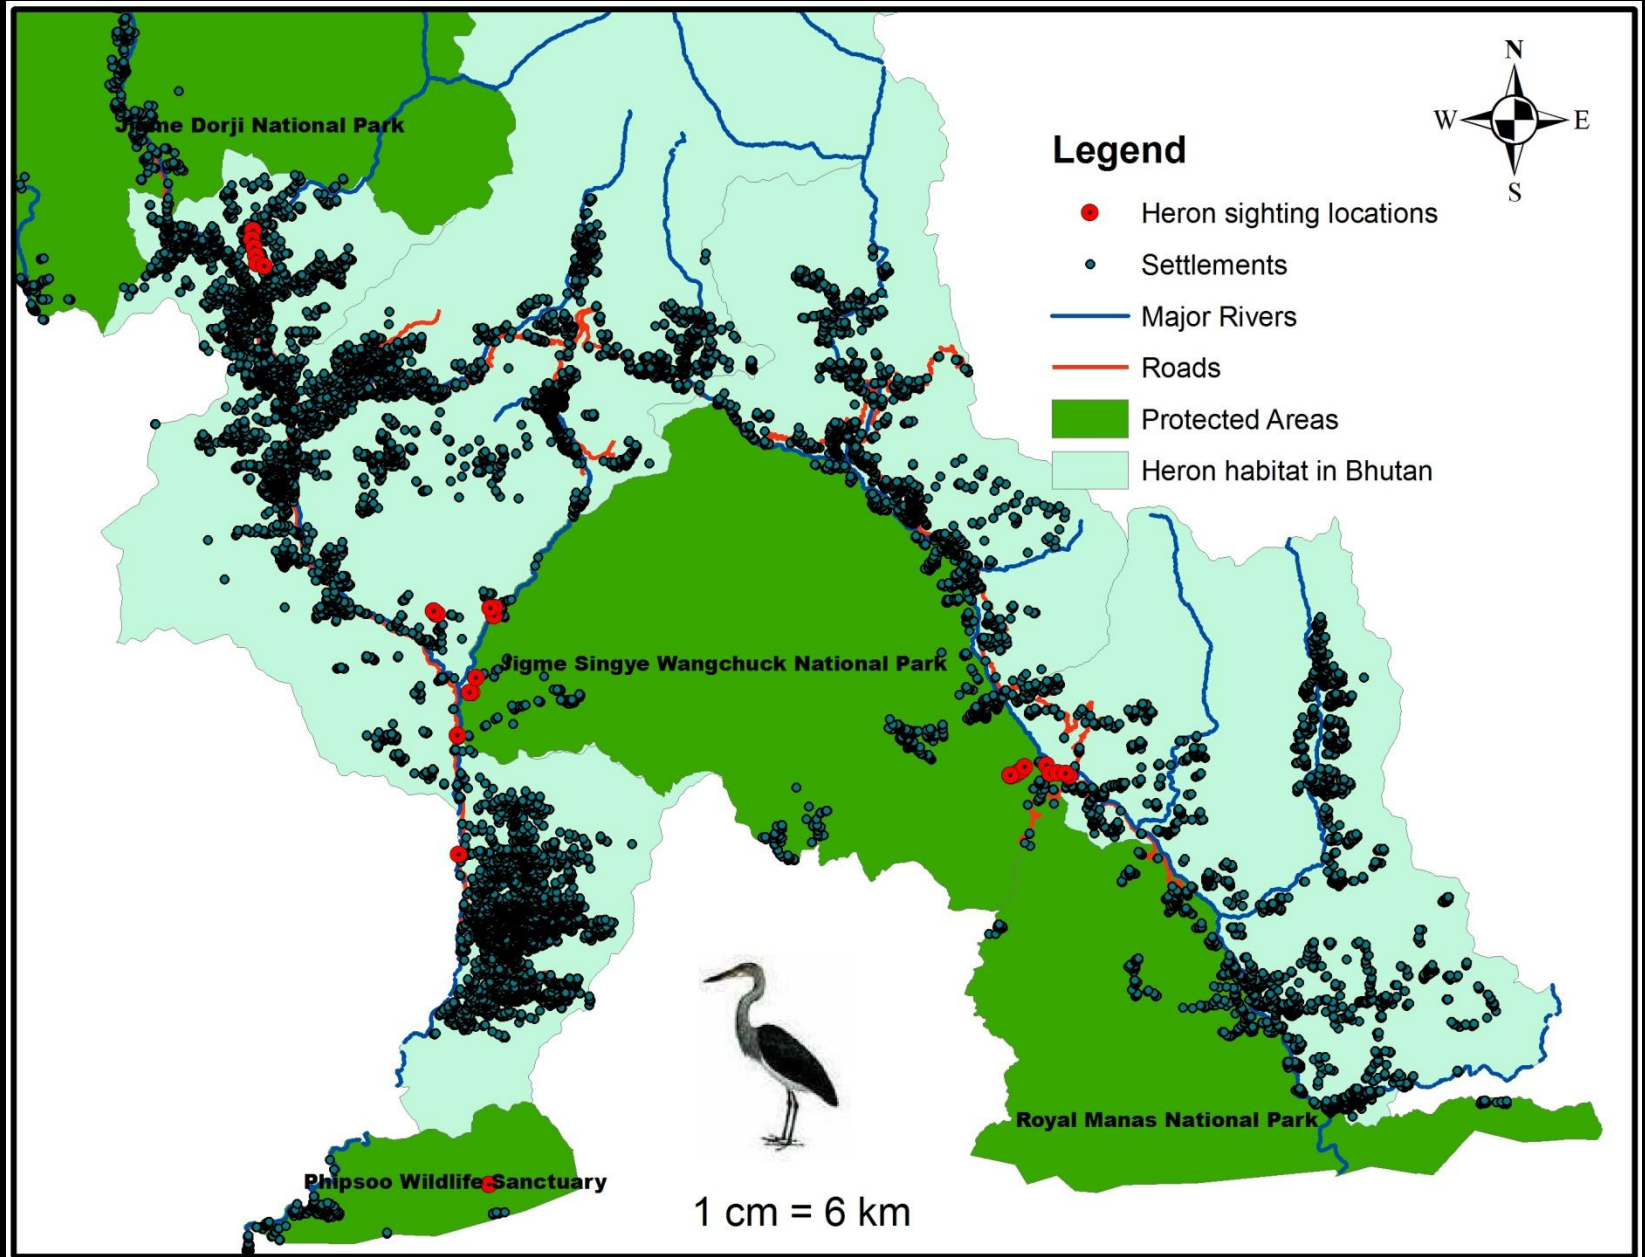 Jigme Dorji National Park
N
W E
S
Legend
Heron sighting locations
Settlements
Major Rivers
Roads
Protected Areas
Heron habitat in Bhutan
Jigme Singye Wangchuck National Park
Royal Manas National Park
Phipsoo Wildlife Sanctuary
1 cm = 6 km